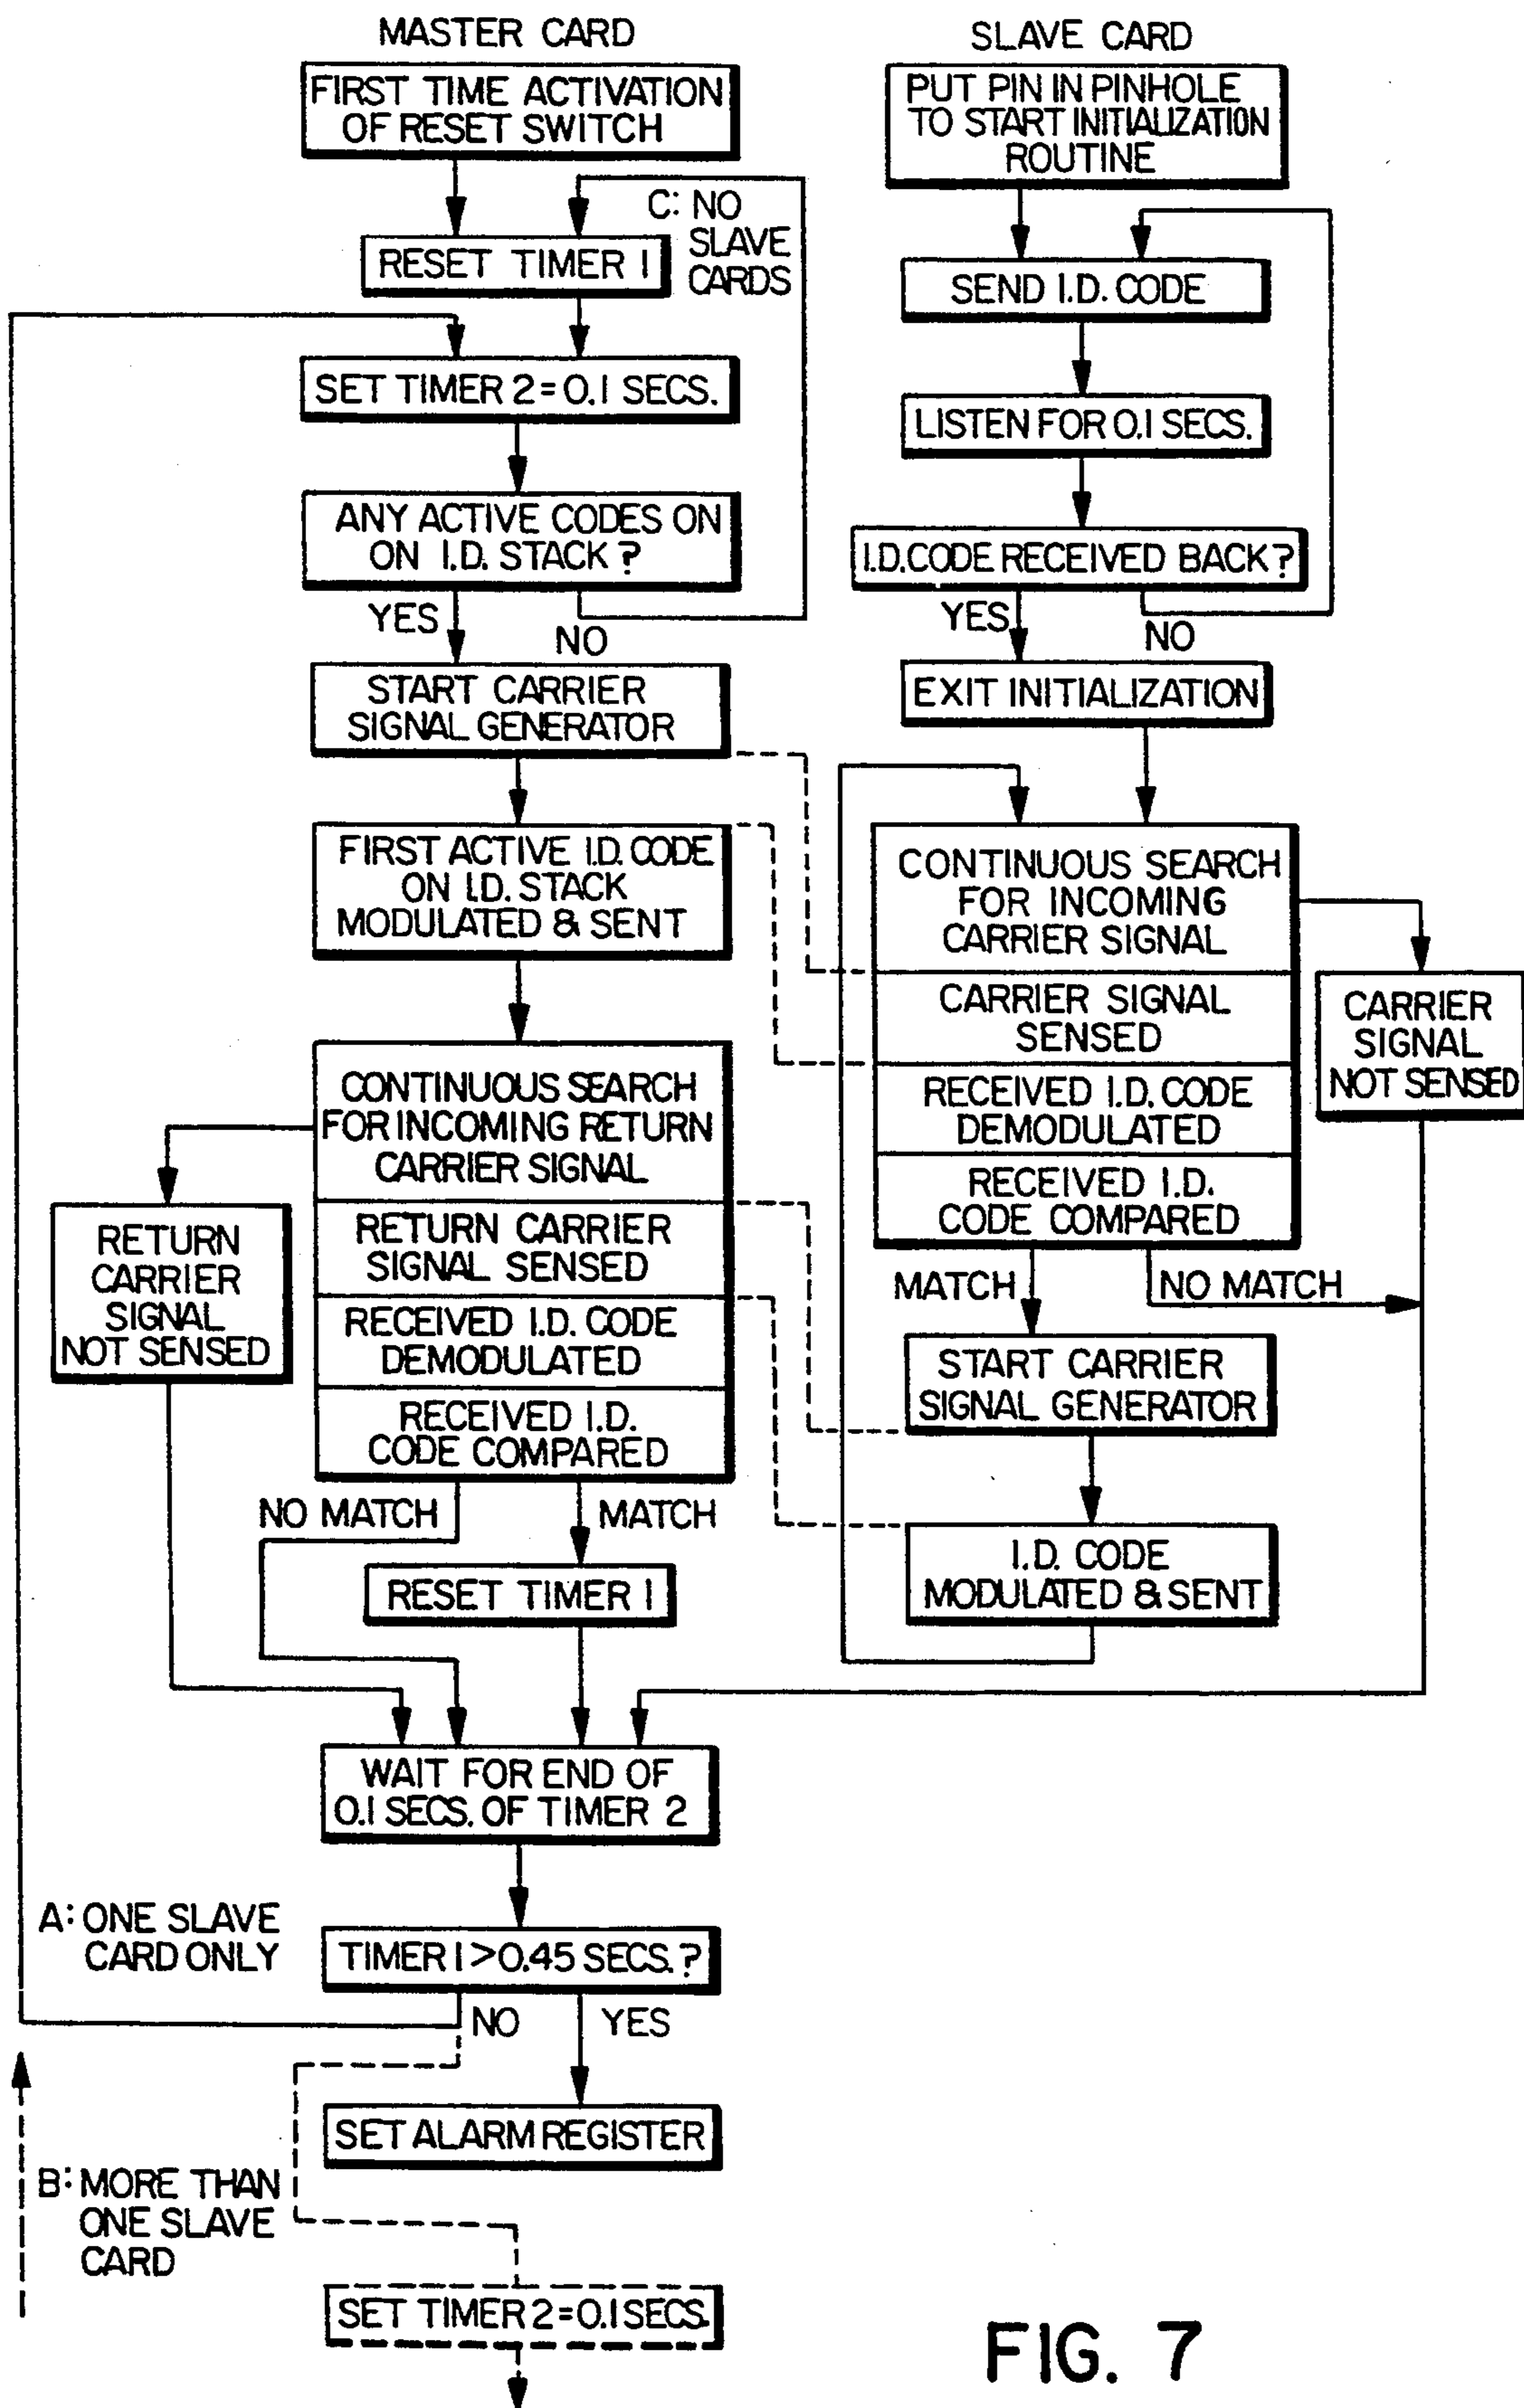 MASTER CARD
FIRST TIME ACTIVATION
OF RESET SWITCH
C: NO
SLAVE
CARDS
RESET TIMER 1
SET TIMER 2 = 0.1 SECS.
ANY ACTIVE CODES ON
ON I.D. STACK ?
YES
NO
START CARRIER
SIGNAL GENERATOR
FIRST ACTIVE I.D. CODE
ON I.D. STACK
MODULATED & SENT
CONTINUOUS SEARCH
FOR INCOMING RETURN
CARRIER SIGNAL
RETURN CARRIER
SIGNAL SENSED
RECEIVED I.D. CODE
DEMODULATED
RECEIVED I.D.
CODE COMPARED
RETURN
CARRIER
SIGNAL
NOT SENSED
NO MATCH
MATCH
RESET TIMER 1
WAIT FOR END OF
0.1 SECS. OF TIMER 2
A: ONE SLAVE
CARD ONLY
TIMER 1 > 0.45 SECS. ?
NO
YES
SET ALARM REGISTER
B: MORE THAN
ONE SLAVE
CARD
SET TIMER 2 = 0.1 SECS.
SLAVE CARD
PUT PIN IN PINHOLE
TO START INITIALIZATION
ROUTINE
SEND I.D. CODE
LISTEN FOR 0.1 SECS.
I.D. CODE RECEIVED BACK ?
YES
NO
EXIT INITIALIZATION
CONTINUOUS SEARCH
FOR INCOMING
CARRIER SIGNAL
CARRIER SIGNAL
SENSED
RECEIVED I.D. CODE
DEMODULATED
RECEIVED I.D.
CODE COMPARED
CARRIER
SIGNAL
NOT SENSED
MATCH
NO MATCH
START CARRIER
SIGNAL GENERATOR
I.D. CODE
MODULATED & SENT
FIG. 7